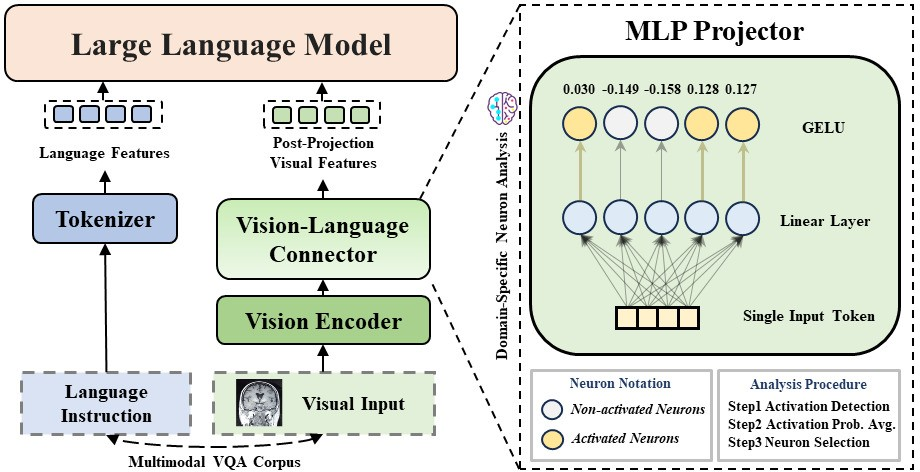 Large Language Model
Language Features
Post-Projection
Visual Features
Tokenizer
Vision-Language
Connector
Vision Encoder
Language
Instruction
Visual Input
Multimodal VQA Corpus
Domain-Specific Neuron Analysis
MLP Projector
0.030 -0.149 -0.158 0.128 0.127
GELU
Linear Layer
Single Input Token
Neuron Notation
Non-activated Neurons
Activated Neurons
Analysis Procedure
Step1 Activation Detection
Step2 Activation Prob. Avg.
Step3 Neuron Selection